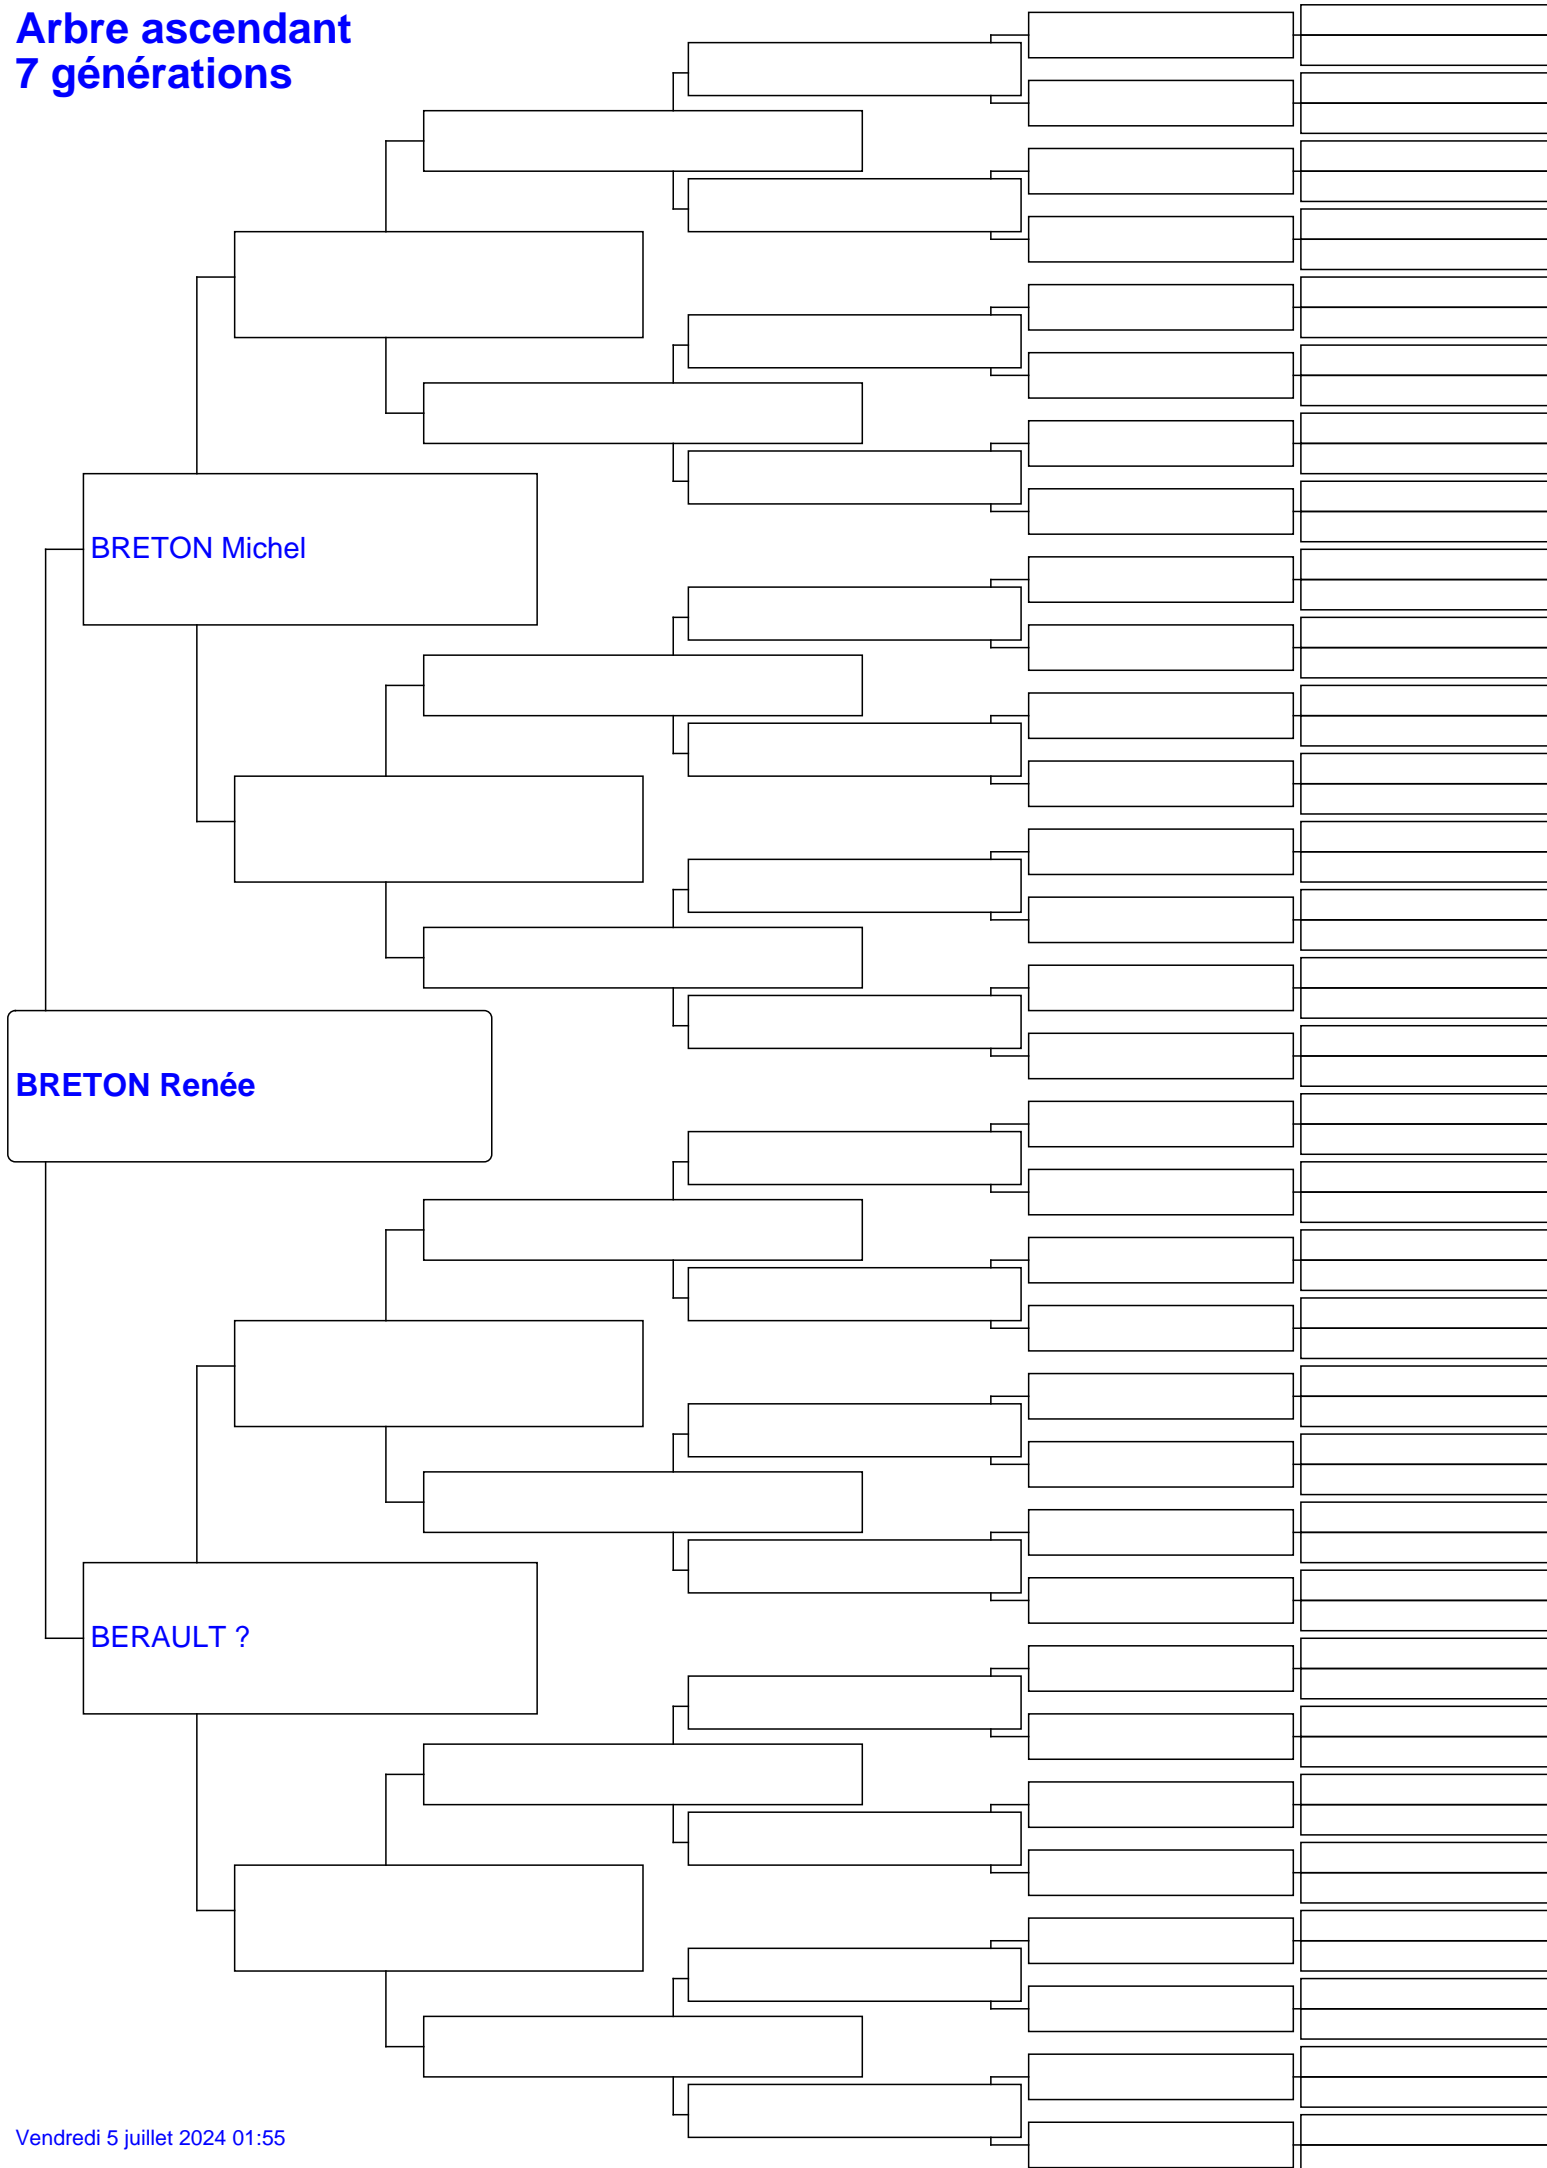 Arbre ascendant
7 générations
BRETON Michel
BRETON Renée
BERAULT ?
Vendredi 5 juillet 2024 01:55